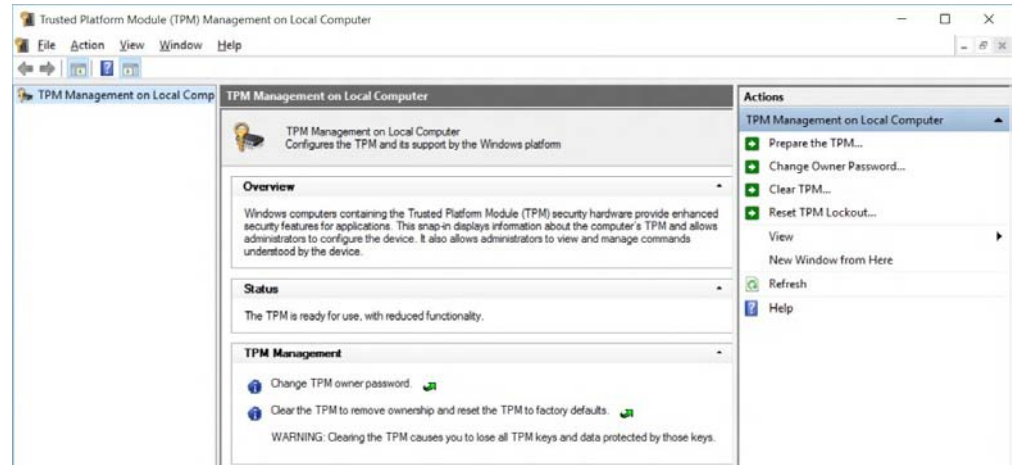 Trusted Platform Module (TPM) Management on Local Computer
File Action View Window Help
TPM Management on Local Comp
TPM Management on Local Computer
TPM Management on Local Computer
Configures the TPM and its support by the Windows platform
Overview
Windows computers containing the Trusted Platform Module (TPM) security hardware provide enhanced
security features for applications. This snap-in displays information about the computer's TPM and allows
administrators to configure the device. It also allows administrators to view and manage commands
understood by the device.
Status
The TPM is ready for use, with reduced functionality.
TPM Management
Change TPM owner password.
Clear the TPM to remove ownership and reset the TPM to factory defaults.
WARNING: Clearing the TPM causes you to lose all TPM keys and data protected by those keys.
Actions
TPM Management on Local Computer
Prepare the TPM...
Change Owner Password...
Clear TPM...
Reset TPM Lockout...
View
New Window from Here
Refresh
Help